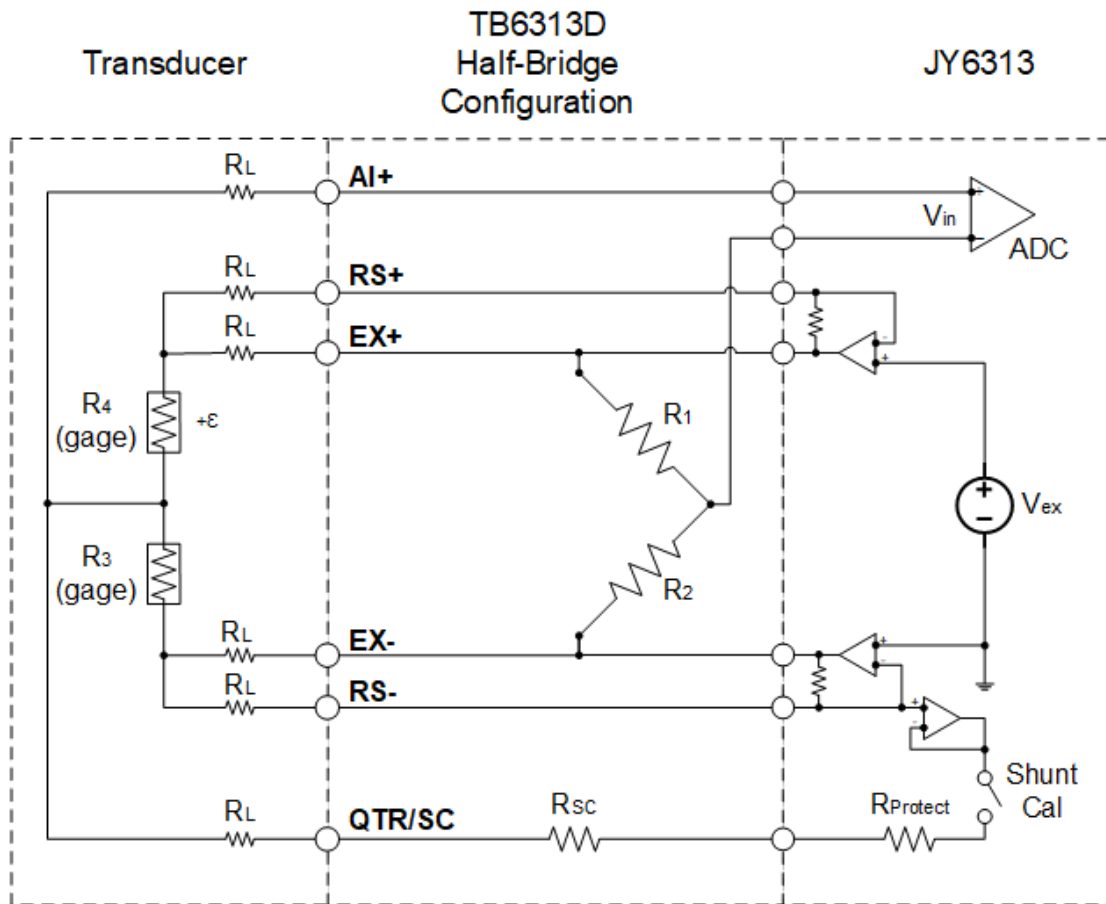 Transducer
TB6313D
Half-Bridge
Configuration
JY6313
RL
AI+
Vin
+
−
ADC
RL
RS+
RL
EX+
-
+
R4
(gage)
+ε
R1
+
−
Vex
R3
(gage)
R2
RL
EX-
+
-
RL
RS-
+
-
Shunt
Cal
RL
QTR/SC
RSC
RProtect